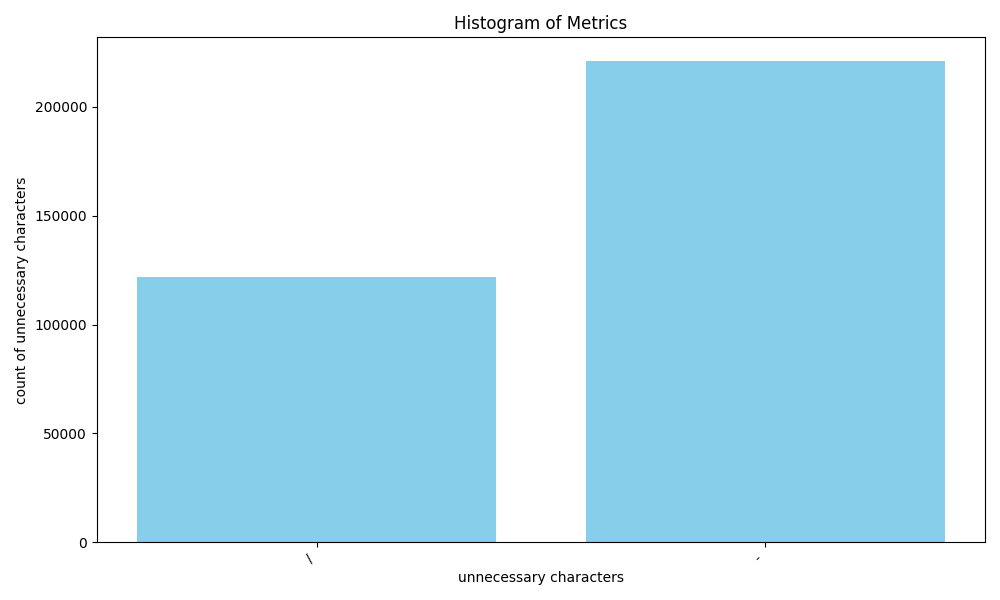 Histogram of Metrics
count of unnecessary characters
200000
150000
100000
50000
0
/
-
unnecessary characters